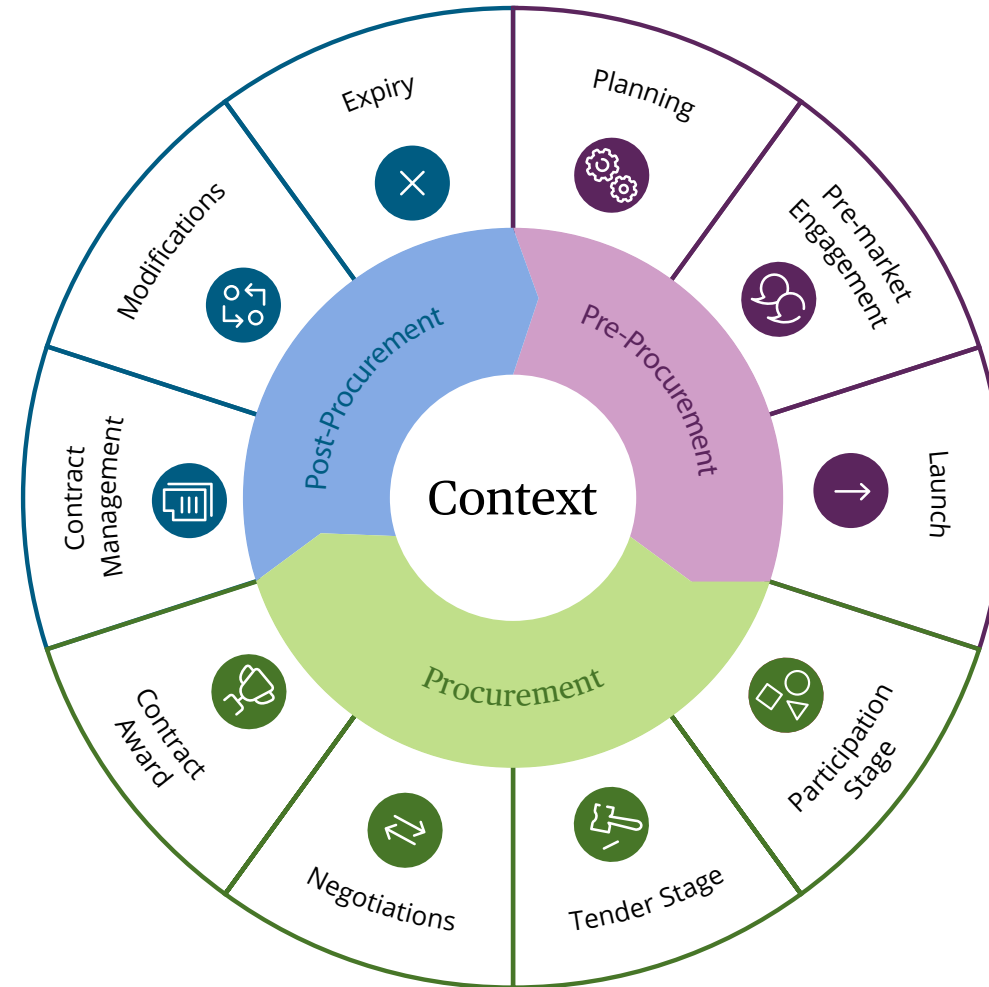 Planning
Pre-market
Engagement
Launch
Participation
Stage
Tender Stage
Negotiations
Contract
Award
Contract
Management
Modifications
Expiry
Pre-Procurement
Procurement
Post-Procurement
Context